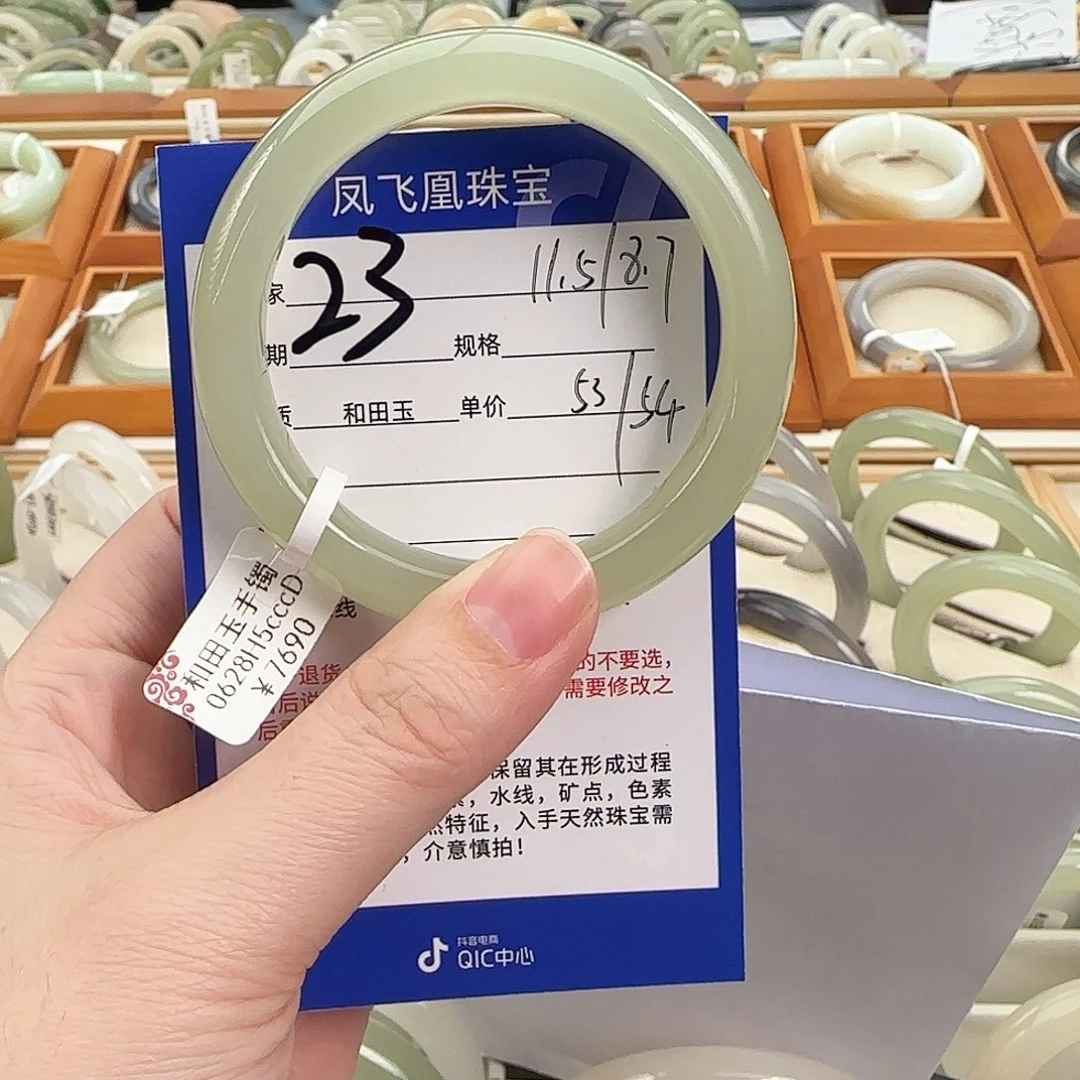 凤飞凰珠宝
家 23 11.5/8.7
期 规格
质 和田玉 单价 53/54
线
和田玉手镯
0628H5cccD
¥7690
退货 的不要选，
后说 需要修改之
后
保留其在形成过程
，水线，矿点，色素
然特征，入手天然珠宝需
，介意慎拍！
抖音电商
QIC中心